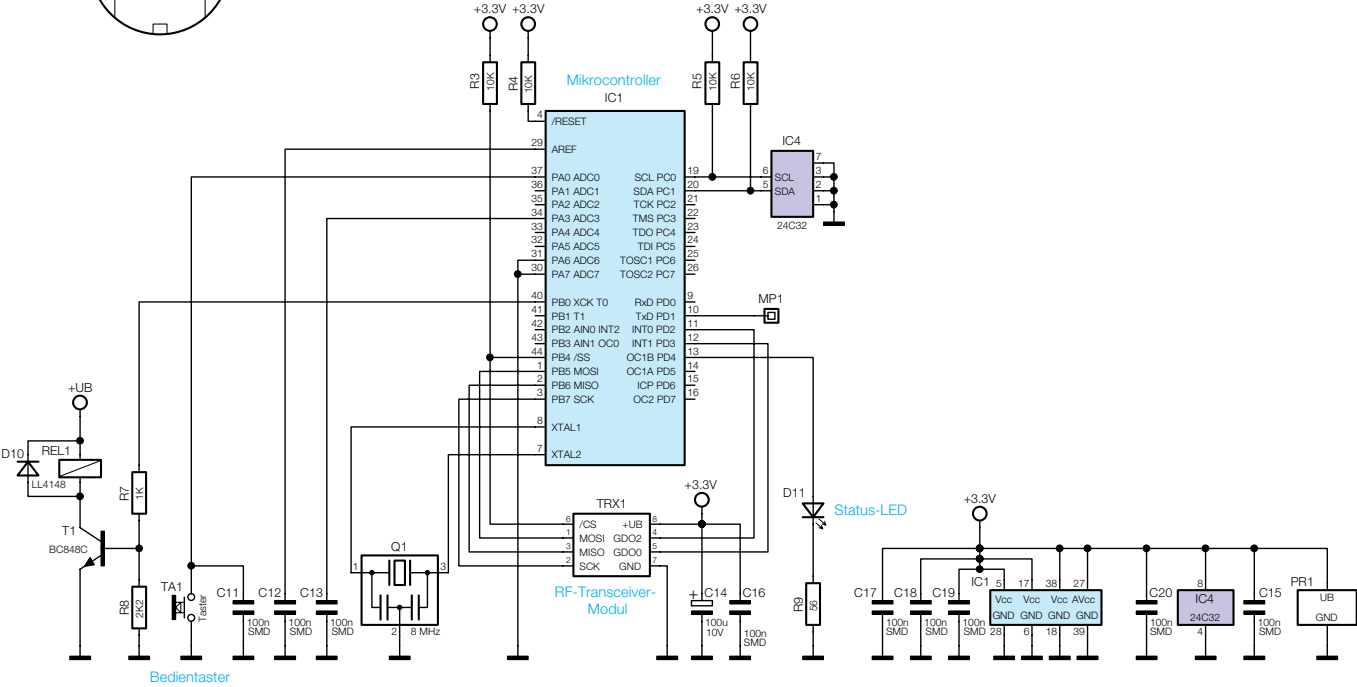 +3.3V +3.3V
+3.3V +3.3V
R3 10K
R4 10K
R5 10K
R6 10K
Mikrocontroller
IC1
4 /RESET
29 AREF
37 PA0 ADC0
36 PA1 ADC1
35 PA2 ADC2
34 PA3 ADC3
33 PA4 ADC4
32 PA5 ADC5
31 PA6 ADC6
30 PA7 ADC7
40 PB0 XCK T0
41 PB1 T1
42 PB2 AIN0 INT2
43 PB3 AIN1 OC0
44 PB4 /SS
1 PB5 MOSI
2 PB6 MISO
3 PB7 SCK
8 XTAL1
7 XTAL2
SCL PC0 19
SDA PC1 20
TCK PC2 21
TMS PC3 22
TDO PC4 23
TDI PC5 24
TOSC1 PC6 25
TOSC2 PC7 26
RxD PD0 9
TxD PD1 10
INT0 PD2 11
INT1 PD3 12
OC1B PD4 13
OC1A PD5 14
ICP PD6 15
OC2 PD7 16
IC4
6 SCL
5 SDA
7
3
2
1
24C32
MP1
+UB
D10
REL1
LL4148
R7 1K
T1
BC848C
R8 2K2
TA1
Taster
Bedientaster
C11
100n
SMD
C12
100n
SMD
C13
100n
SMD
Q1
1 3
2 8 MHz
TRX1
6 /CS +UB 8
1 MOSI GDO2 4
3 MISO GDO0 5
2 SCK GND 7
RF-Transceiver-
Modul
+3.3V
+ C14
100u
10V
C16
100n
SMD
D11
Status-LED
R9 56
+3.3V
C17
100n
SMD
C18
100n
SMD
C19
100n
SMD
IC1
5 17 38 27
Vcc Vcc Vcc AVcc
GND GND GND GND
28 6 18 39
C20
100n
SMD
8
IC4
24C32
4
C15
100n
SMD
PR1
UB
GND